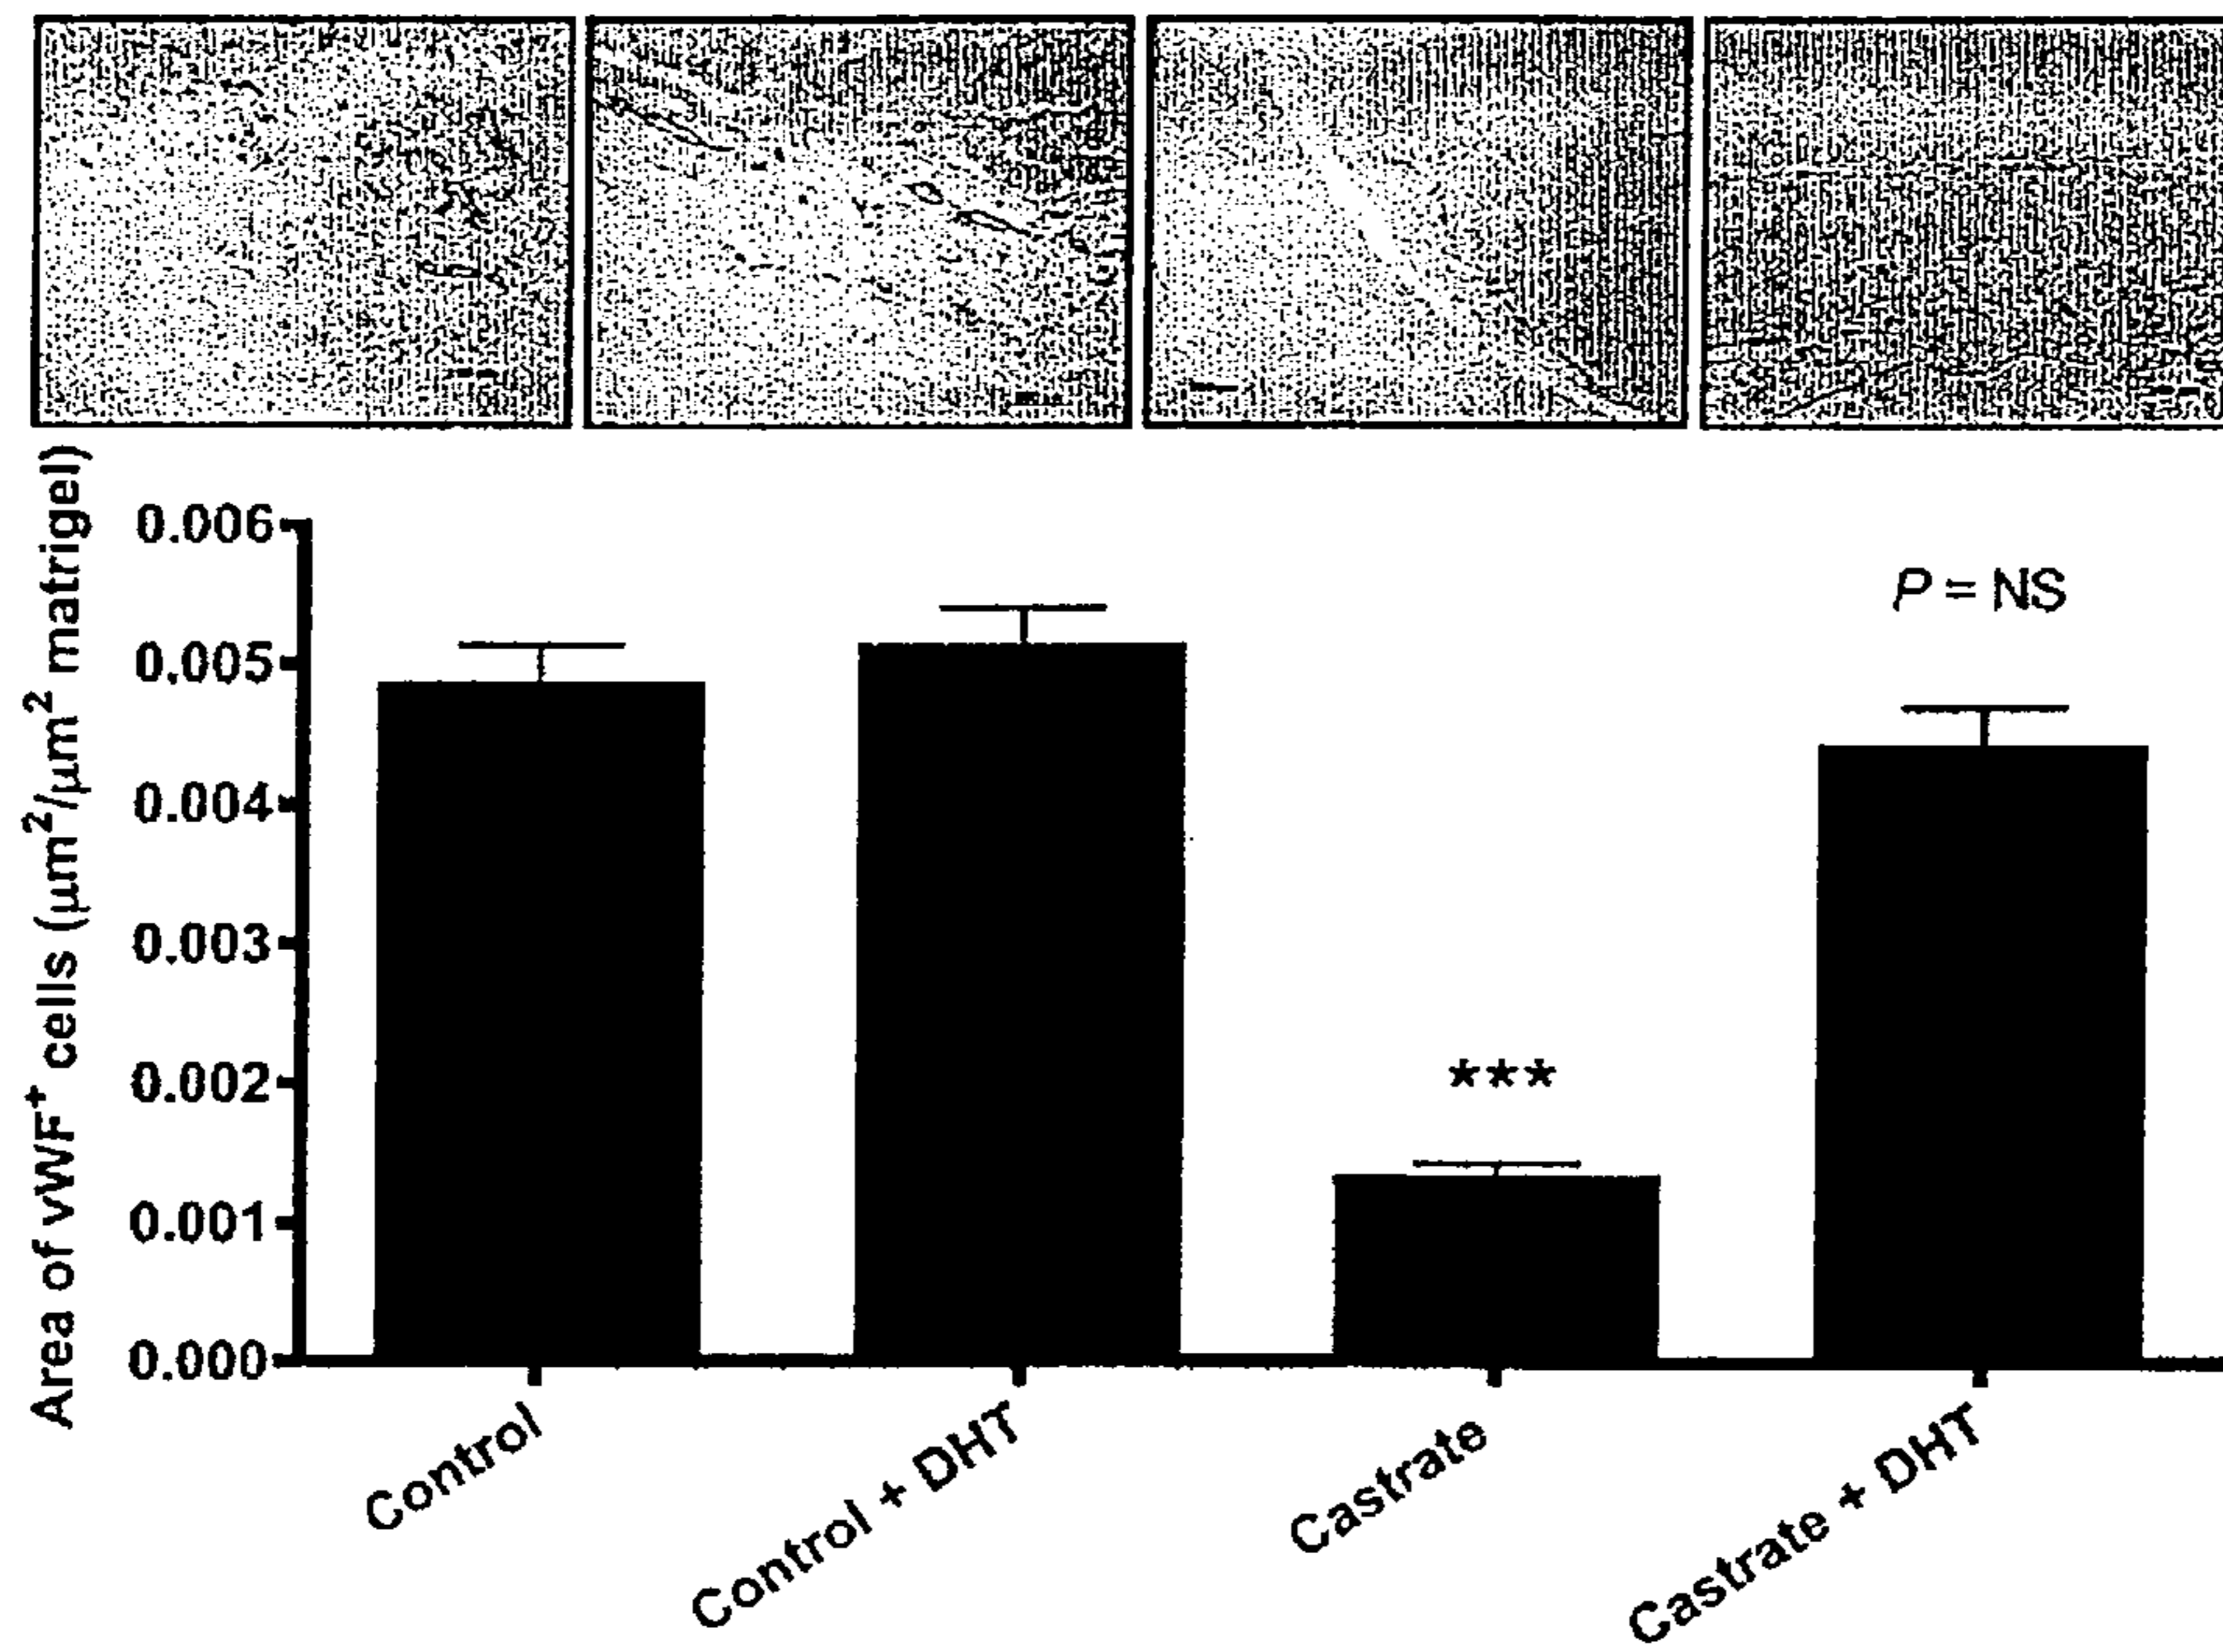 Area of vWF⁺ cells (μm²/μm² matrigel)
0.006
0.005
0.004
0.003
0.002
0.001
0.000
P = NS
***
Control
Control + DHT
Castrate
Castrate + DHT